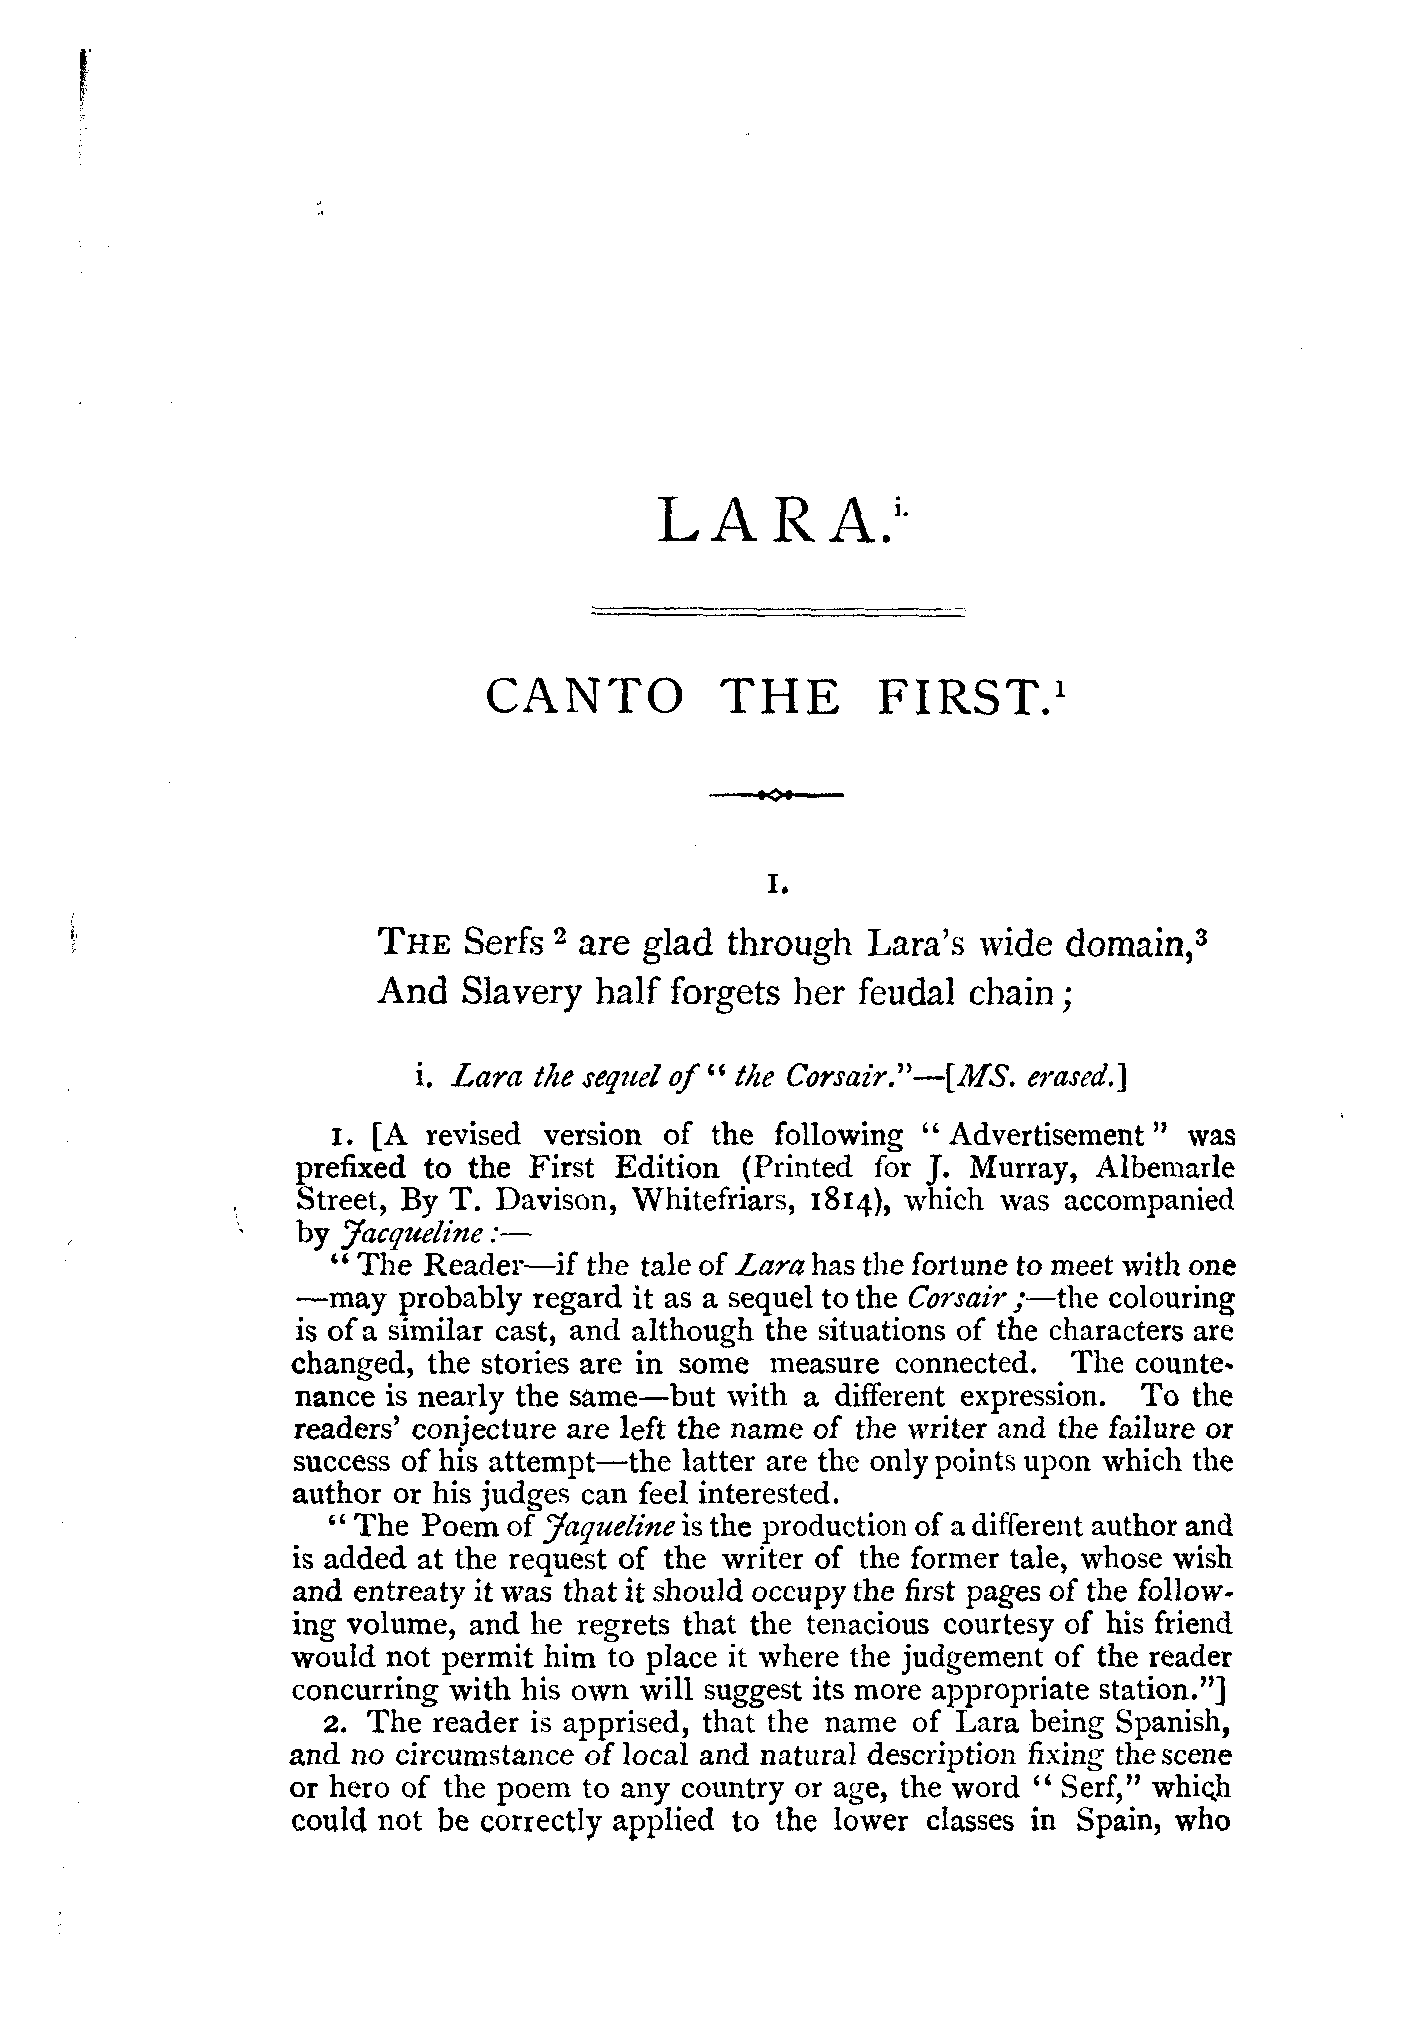 LARA.i.
CANTO THE FIRST.1
I.
THE Serfs 2 are glad through Lara's wide domain,3
And Slavery half forgets her feudal chain;
i. Lara the sequel of "the Corsair."—[MS. erased.]
1. [A revised version of the following "Advertisement" was
prefixed to the First Edition (Printed for J. Murray, Albemarle
Street, By T. Davison, Whitefriars, 1814), which was accompanied
by Jacqueline:—
"The Reader—if the tale of Lara has the fortune to meet with one
—may probably regard it as a sequel to the Corsair;—the colouring
is of a similar cast, and although the situations of the characters are
changed, the stories are in some measure connected. The counte-
nance is nearly the same—but with a different expression. To the
readers' conjecture are left the name of the writer and the failure or
success of his attempt—the latter are the only points upon which the
author or his judges can feel interested.
"The Poem of Jaqueline is the production of a different author and
is added at the request of the writer of the former tale, whose wish
and entreaty it was that it should occupy the first pages of the follow-
ing volume, and he regrets that the tenacious courtesy of his friend
would not permit him to place it where the judgement of the reader
concurring with his own will suggest its more appropriate station."]
2. The reader is apprised, that the name of Lara being Spanish,
and no circumstance of local and natural description fixing the scene
or hero of the poem to any country or age, the word "Serf," which
could not be correctly applied to the lower classes in Spain, who